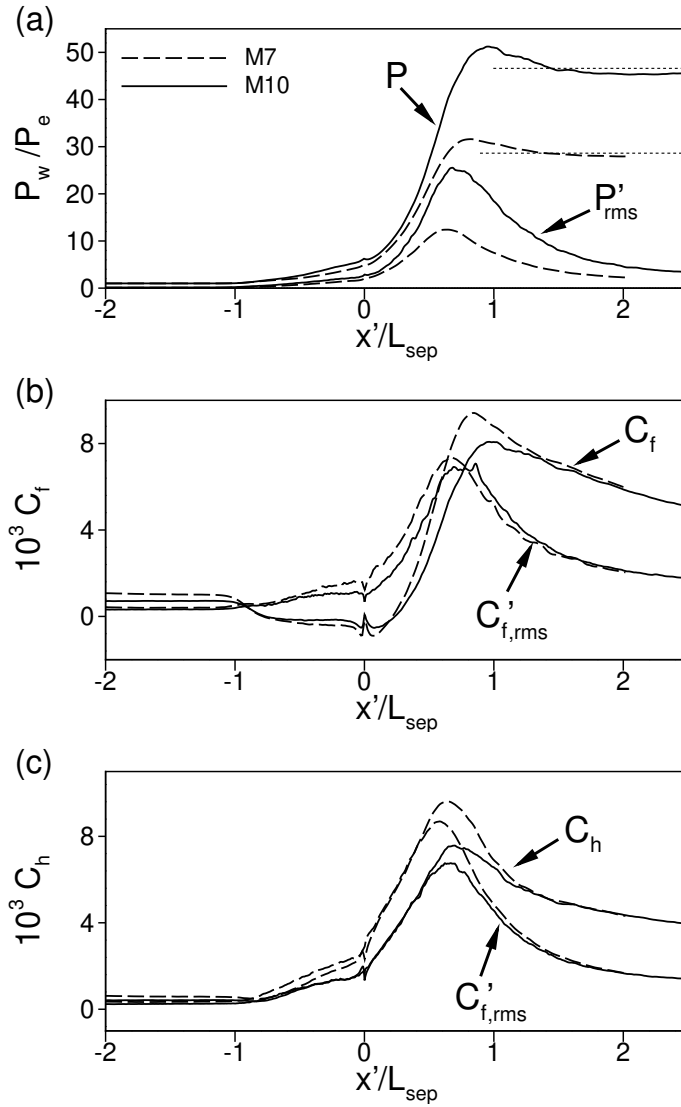 (a)
50
40
30
20
10
0
P_w/P_e
M7
M10
P
P'_rms
-2 -1 0 1 2
x'/L_sep
(b)
8
4
0
10^3 C_f
C_f
C'_f,rms
-2 -1 0 1 2
x'/L_sep
(c)
8
4
0
10^3 C_h
C_h
C'_f,rms
-2 -1 0 1 2
x'/L_sep